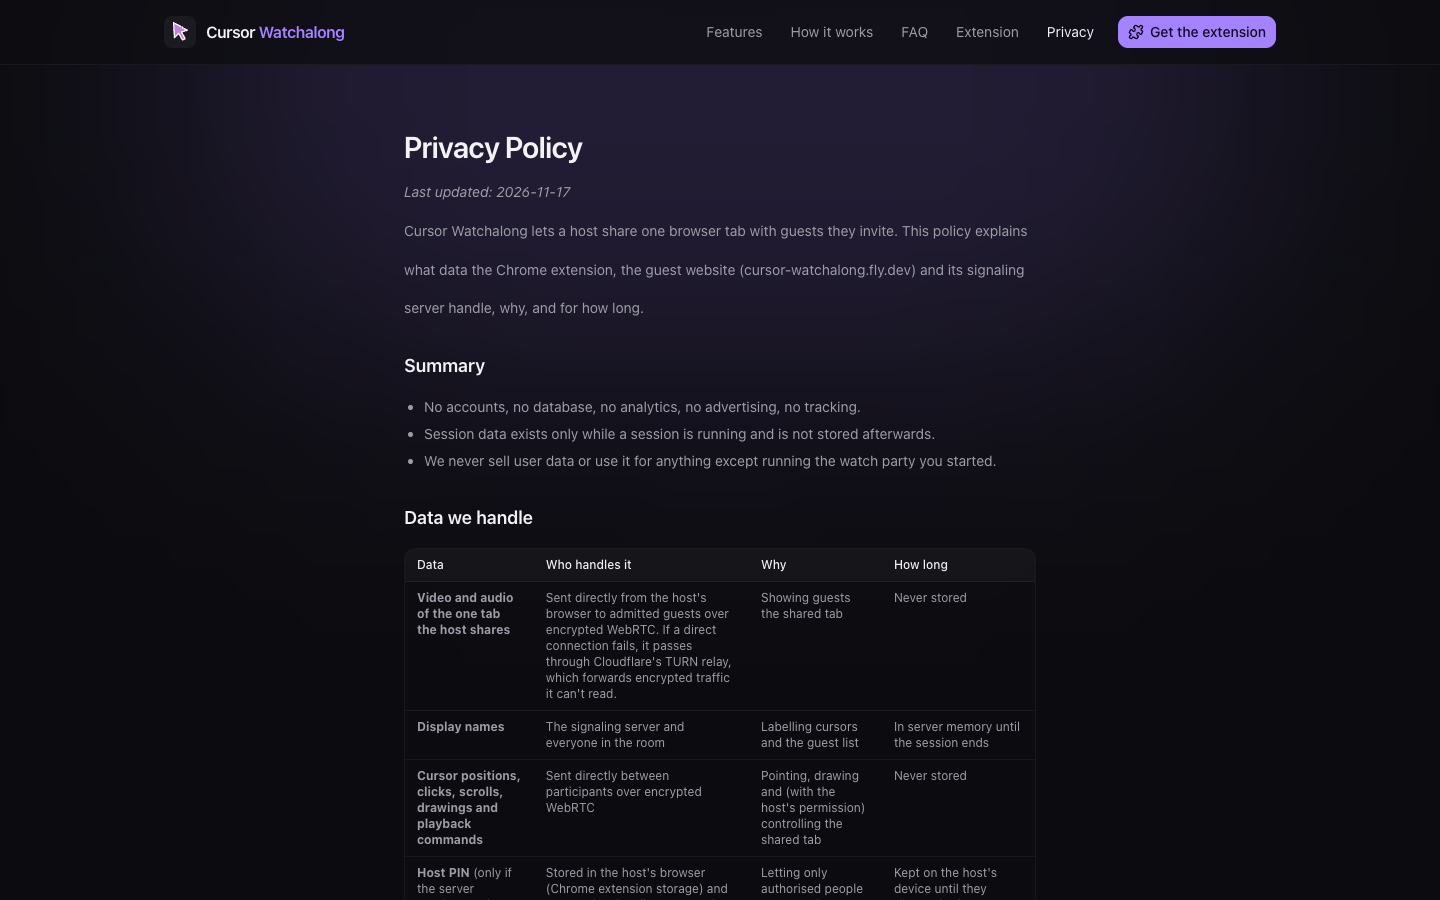 Cursor Watchalong
Features
How it works
FAQ
Extension
Privacy
Get the extension
Privacy Policy
Last updated: 2026-11-17
Cursor Watchalong lets a host share one browser tab with guests they invite. This policy explains
what data the Chrome extension, the guest website (cursor-watchalong.fly.dev) and its signaling
server handle, why, and for how long.
Summary
No accounts, no database, no analytics, no advertising, no tracking.
Session data exists only while a session is running and is not stored afterwards.
We never sell user data or use it for anything except running the watch party you started.
Data we handle
Data
Who handles it
Why
How long
Video and audio
of the one tab
the host shares
Sent directly from the host's
browser to admitted guests over
encrypted WebRTC. If a direct
connection fails, it passes
through Cloudflare's TURN relay,
which forwards encrypted traffic
it can't read.
Showing guests
the shared tab
Never stored
Display names
The signaling server and
everyone in the room
Labelling cursors
and the guest list
In server memory until
the session ends
Cursor positions,
clicks, scrolls,
drawings and
playback
commands
Sent directly between
participants over encrypted
WebRTC
Pointing, drawing
and (with the
host's permission)
controlling the
shared tab
Never stored
Host PIN (only if
the server
Stored in the host's browser
(Chrome extension storage) and
Letting only
authorised people
Kept on the host's
device until they